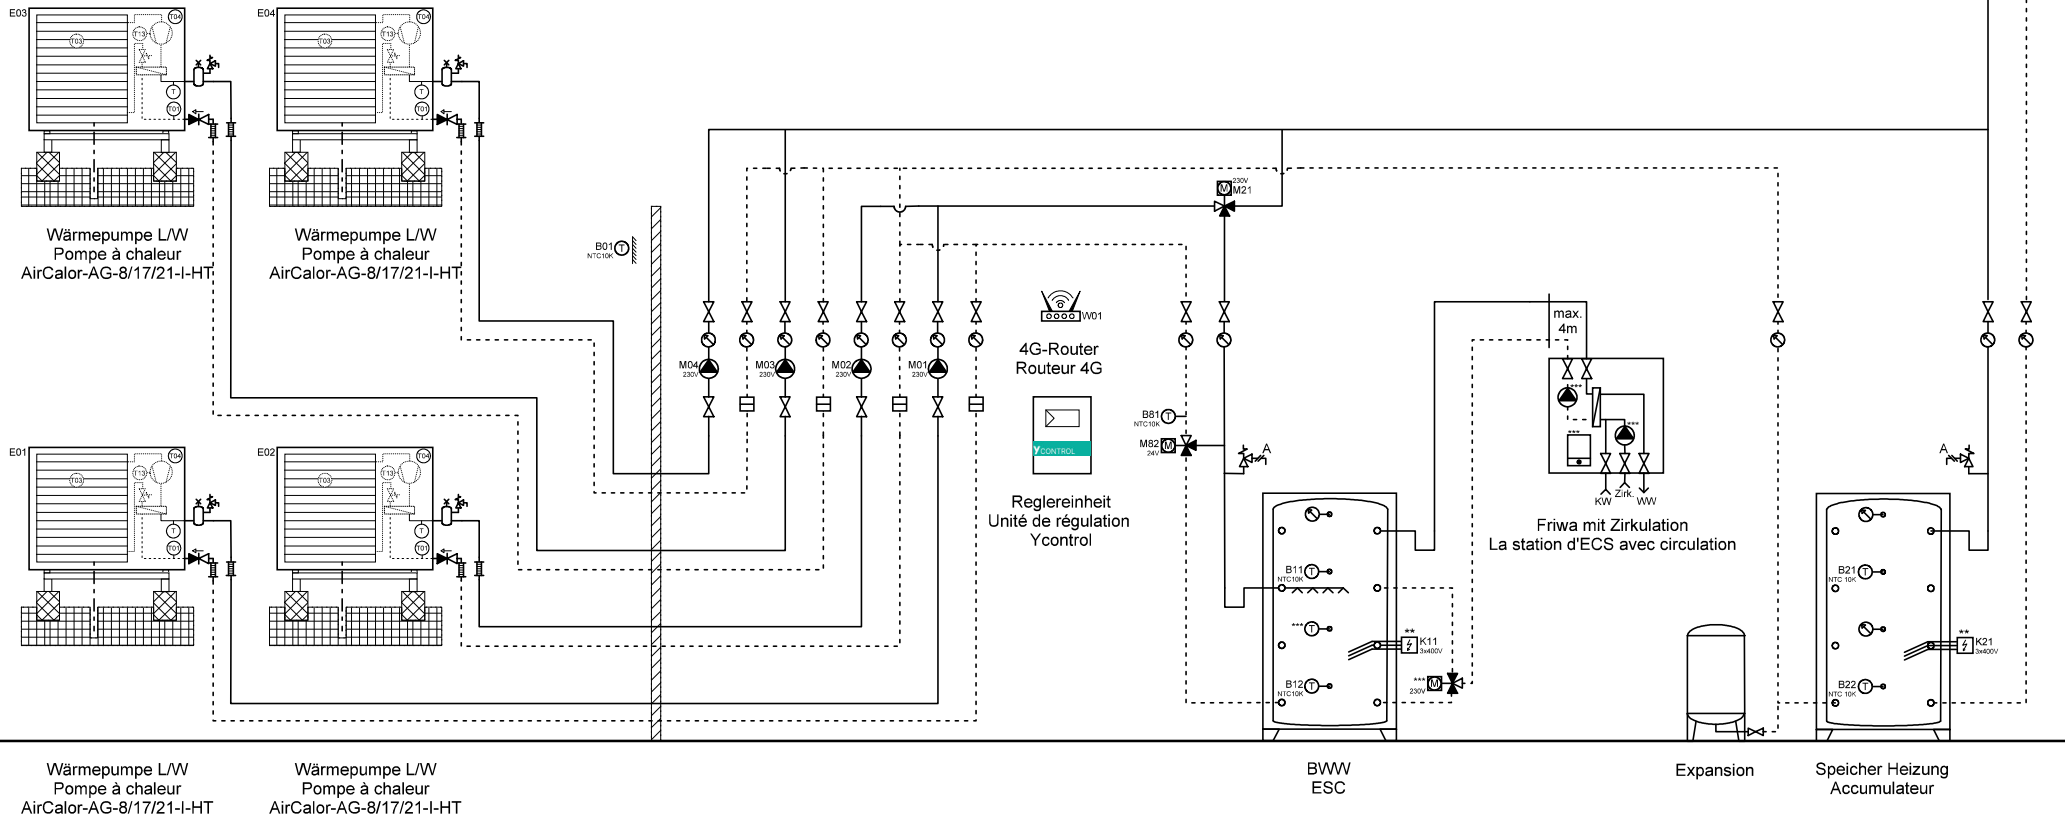 E03
T04
T03
T13
T
T01
E04
T04
T03
T13
T
T01
Wärmepumpe L/W
Pompe à chaleur
AirCalor-AG-8/17/21-I-HT
Wärmepumpe L/W
Pompe à chaleur
AirCalor-AG-8/17/21-I-HT
B01
NTC10K
T
230V
M
M21
W01
4G-Router
Routeur 4G
M04
230V
M03
230V
M02
230V
M01
230V
YCONTROL
Reglereinheit
Unité de régulation
Ycontrol
B81
NTC10K
T
M82
24V
M
A
max.
4m
***
***
***
KW
Zirk.
WW
Friwa mit Zirkulation
La station d'ECS avec circulation
A
E01
T04
T03
T13
T
T01
E02
T04
T03
T13
T
T01
B11
NTC10K
T
***
T
B12
NTC10K
T
**
K11
3x400V
***
230V
M
B21
NTC 10K
T
B22
NTC 10K
T
**
K21
3x400V
Wärmepumpe L/W
Pompe à chaleur
AirCalor-AG-8/17/21-I-HT
Wärmepumpe L/W
Pompe à chaleur
AirCalor-AG-8/17/21-I-HT
BWW
ESC
Expansion
Speicher Heizung
Accumulateur